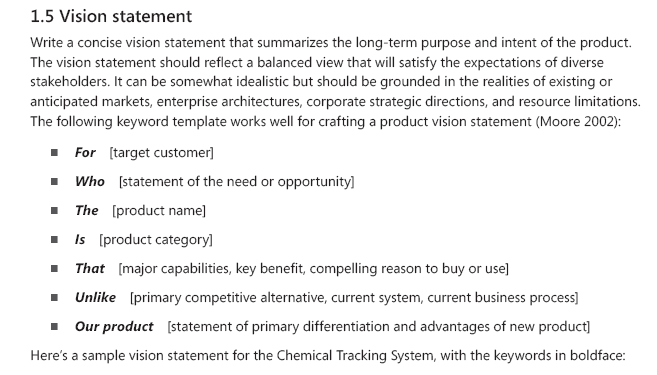 1.5 Vision statement
Write a concise vision statement that summarizes the long-term purpose and intent of the product.
The vision statement should reflect a balanced view that will satisfy the expectations of diverse
stakeholders. It can be somewhat idealistic but should be grounded in the realities of existing or
anticipated markets, enterprise architectures, corporate strategic directions, and resource limitations.
The following keyword template works well for crafting a product vision statement (Moore 2002):
■ For [target customer]
■ Who [statement of the need or opportunity]
■ The [product name]
■ Is [product category]
■ That [major capabilities, key benefit, compelling reason to buy or use]
■ Unlike [primary competitive alternative, current system, current business process]
■ Our product [statement of primary differentiation and advantages of new product]
Here's a sample vision statement for the Chemical Tracking System, with the keywords in boldface: